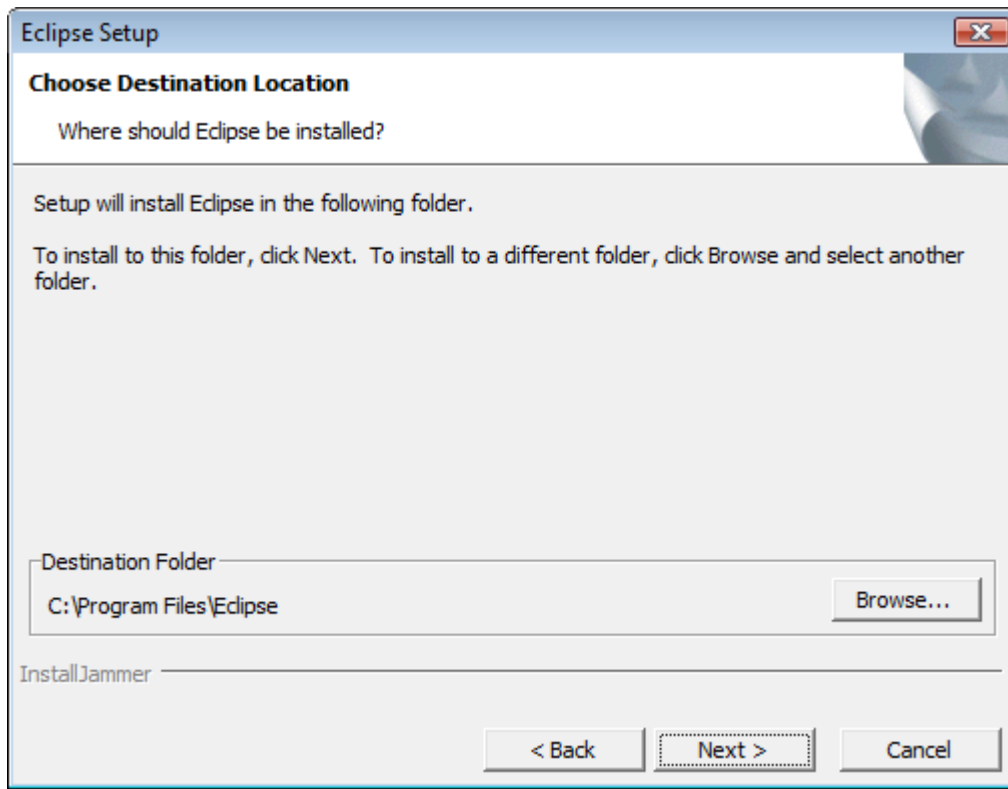 Eclipse Setup
Choose Destination Location
Where should Eclipse be installed?
Setup will install Eclipse in the following folder.
To install to this folder, click Next.  To install to a different folder, click Browse and select another
folder.
Destination Folder
C:\Program Files\Eclipse
Browse...
InstallJammer
< Back
Next >
Cancel